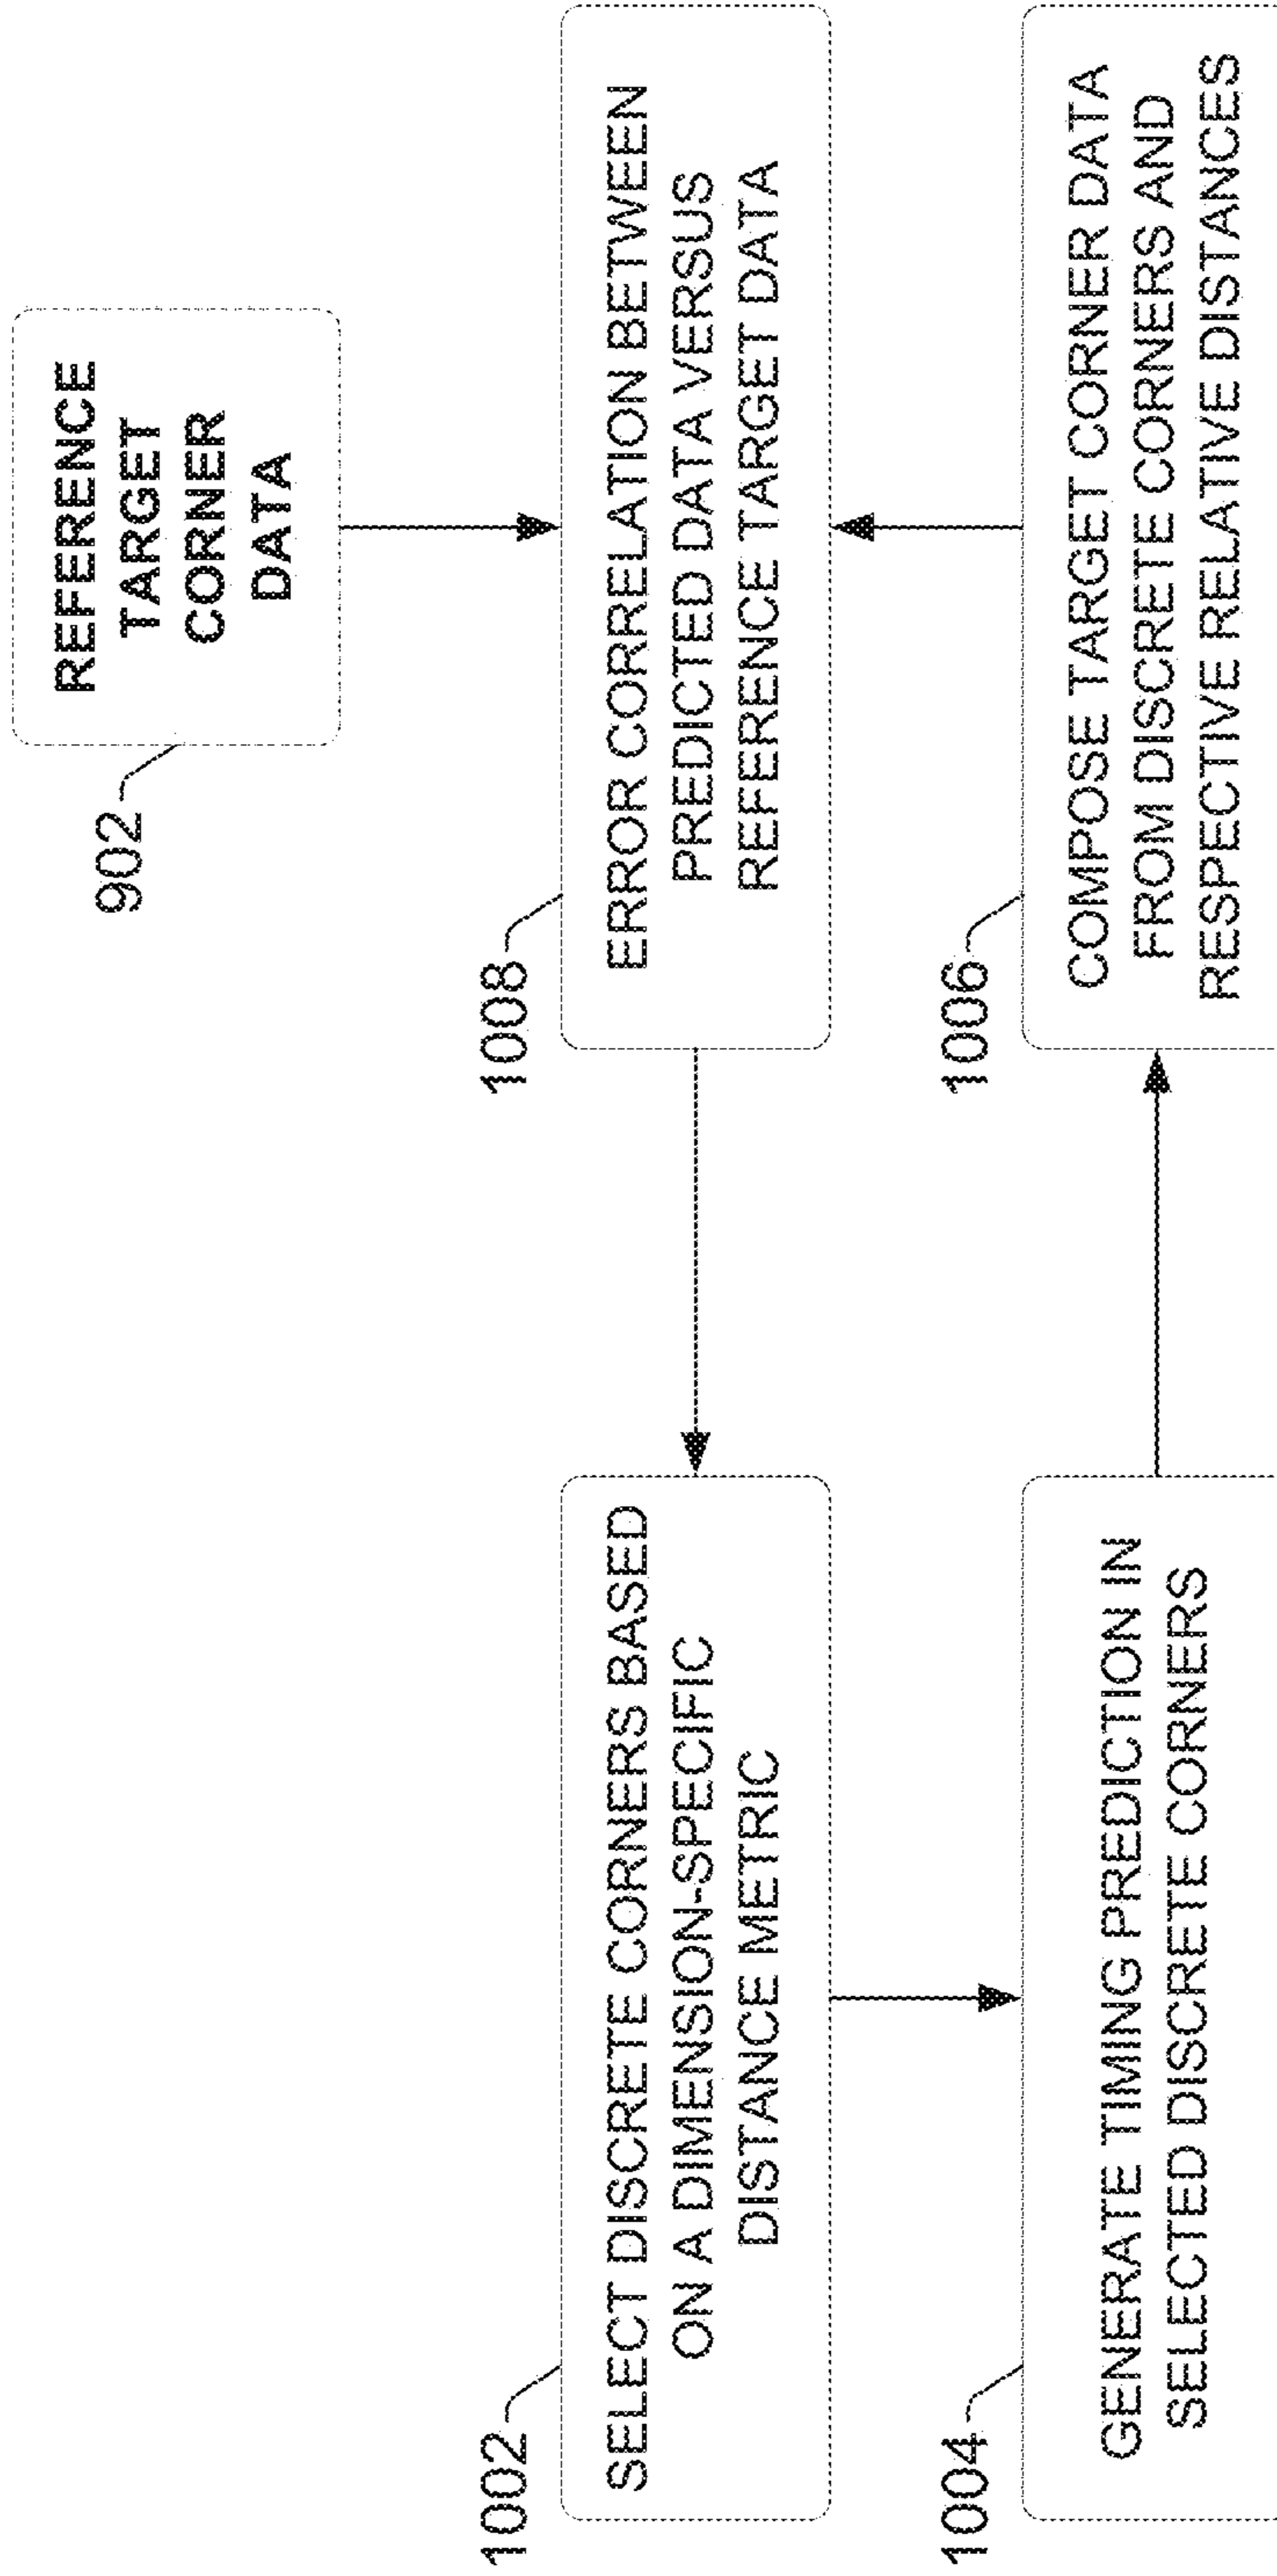 902
REFERENCE
TARGET
CORNER
DATA
1002
SELECT DISCRETE CORNERS BASED
ON A DIMENSION-SPECIFIC
DISTANCE METRIC
1008
ERROR CORRELATION BETWEEN
PREDICTED DATA VERSUS
REFERENCE TARGET DATA
1004
GENERATE TIMING PREDICTION IN
SELECTED DISCRETE CORNERS
1006
COMPOSE TARGET CORNER DATA
FROM DISCRETE CORNERS AND
RESPECTIVE RELATIVE DISTANCES